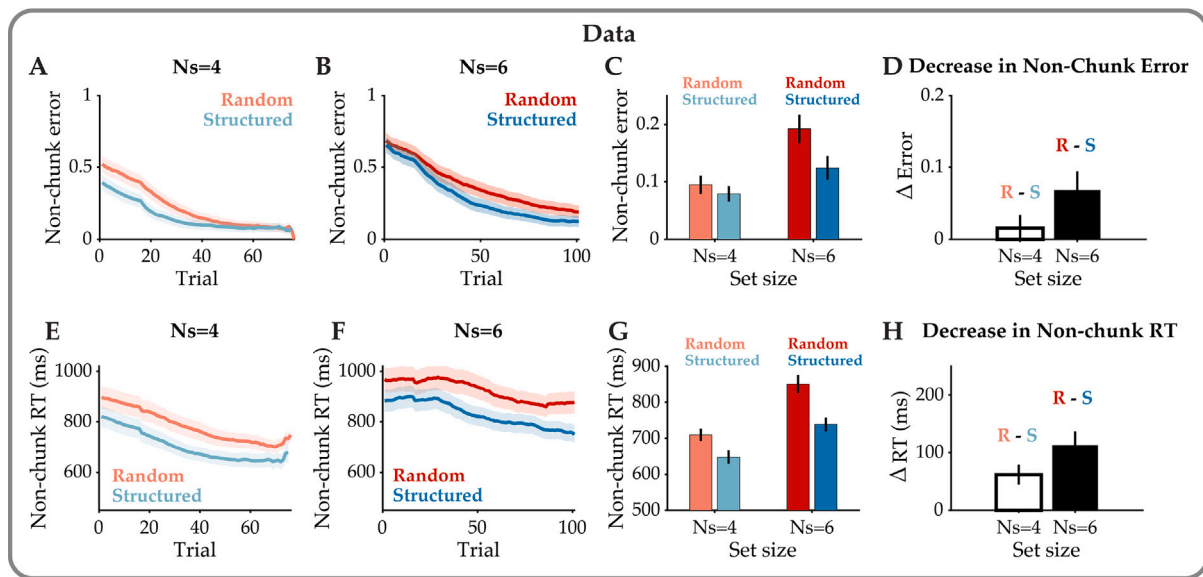 Data
A
Ns=4
Non-chunk error
1
0.5
0
Random
Structured
0
20
40
60
Trial
B
Ns=6
Non-chunk error
1
0.5
0
Random
Structured
0
50
100
Trial
C
Random
Structured
Random
Structured
Non-chunk error
0.2
0.1
0
Ns=4
Ns=6
Set size
D Decrease in Non-Chunk Error
Δ Error
0.2
0.1
0
R - S
R - S
Ns=4
Ns=6
Set size
E
Ns=4
Non-chunk RT (ms)
1000
800
600
Random
Structured
0
20
40
60
Trial
F
Ns=6
Non-chunk RT (ms)
1000
800
600
Random
Structured
0
50
100
Trial
G
Random
Structured
Random
Structured
Non-chunk RT (ms)
900
800
700
600
500
Ns=4
Ns=6
Set size
H Decrease in Non-chunk RT
Δ RT (ms)
200
100
0
R - S
R - S
Ns=4
Ns=6
Set size